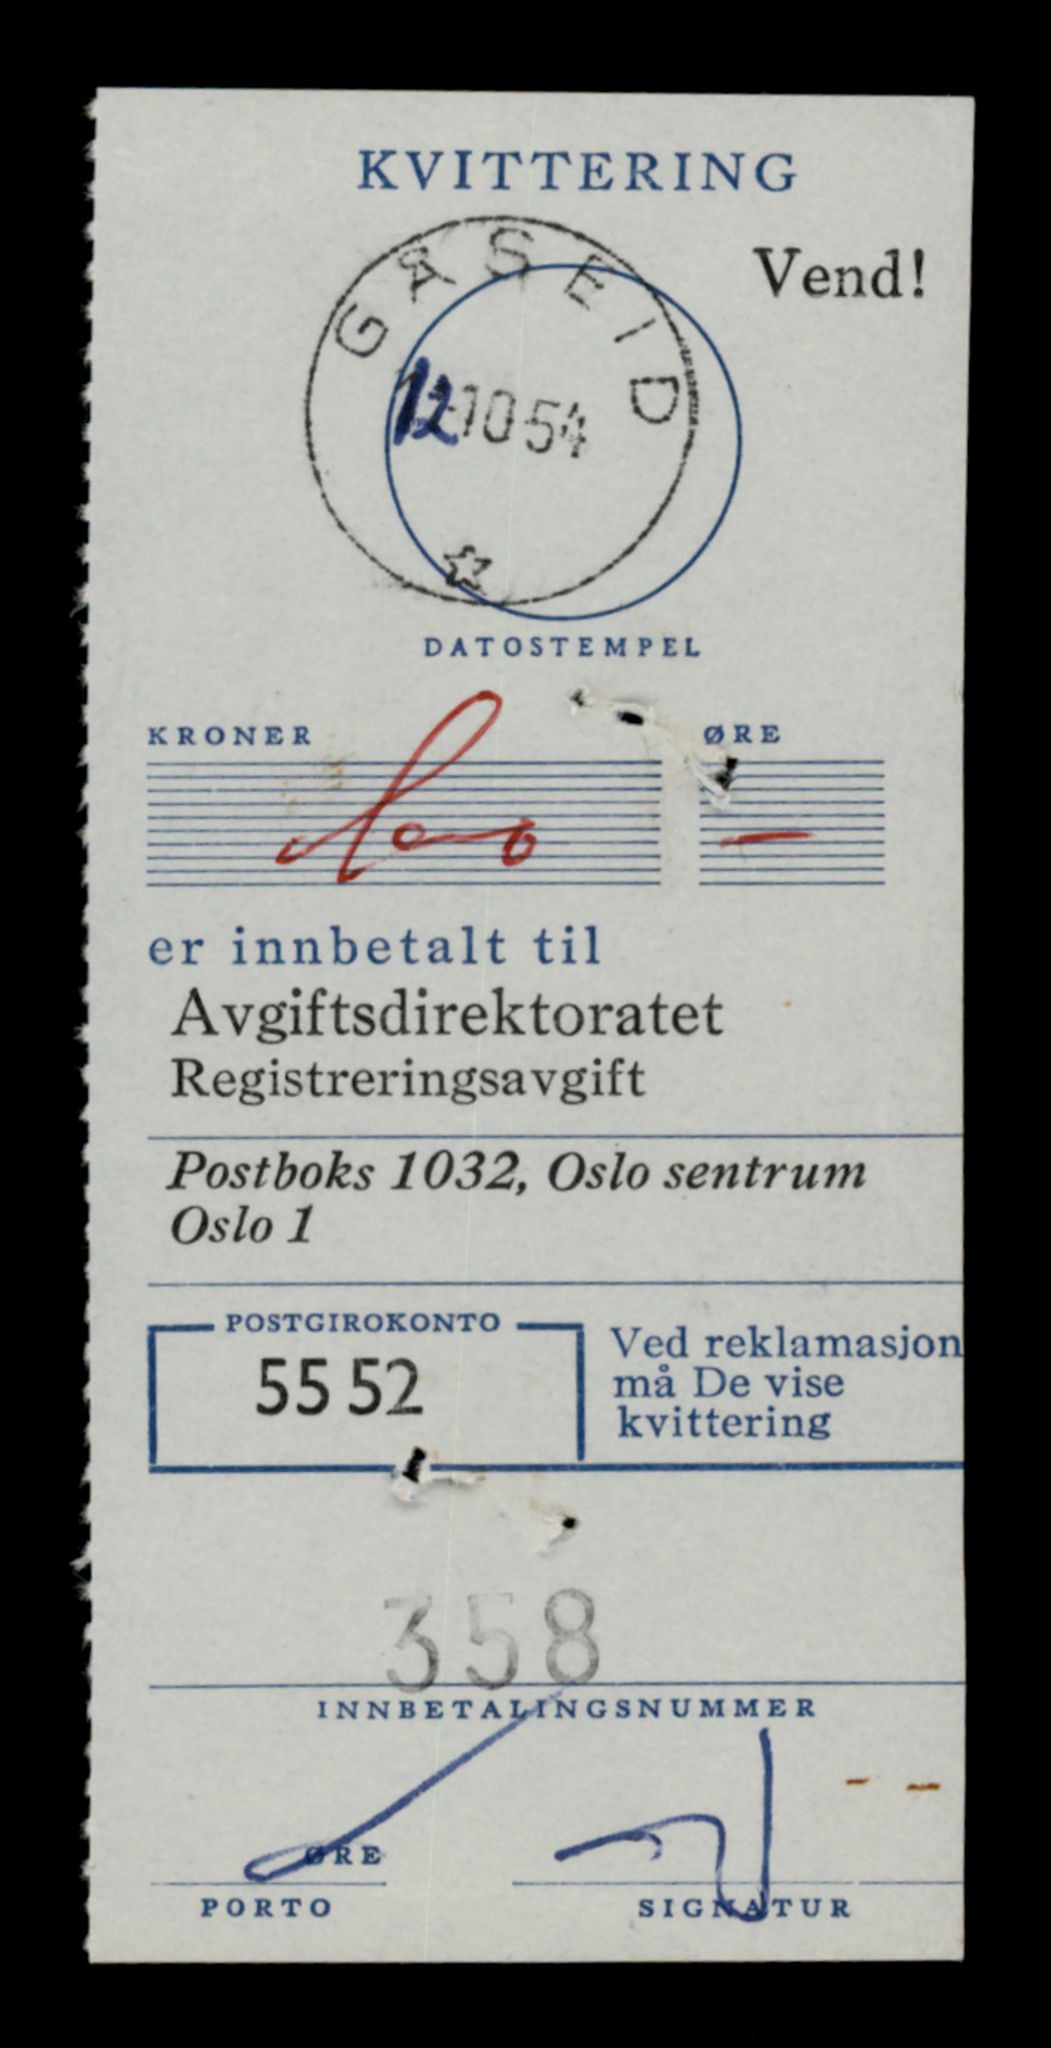 KVITTERING
Vend!
GÅSEID
12-10-54
DATOSTEMPEL
KRONER
ØRE
—
er innbetalt til
Avgiftsdirektoratet
Registreringsavgift
Postboks 1032, Oslo sentrum
Oslo 1
POSTGIROKONTO
55 52
Ved reklamasjon
må De vise
kvittering
358
INNBETALINGSNUMMER
ØRE
PORTO
SIGNATUR